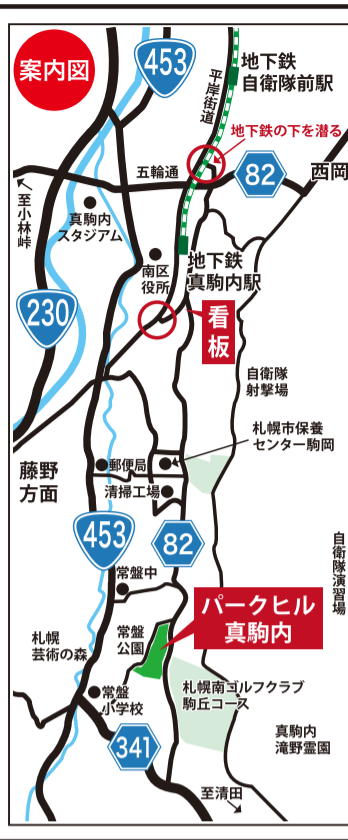 案内図
453
平岸街道
地下鉄
自衛隊前駅
地下鉄の下を潜る
五輪通
82
西岡
至小林峠
真駒内
スタジアム
南区
役所
地下鉄
真駒内駅
230
看板
自衛隊
射撃場
札幌市保養
センター駒岡
藤野
方面
郵便局
清掃工場
453
82
自衛隊演習場
常盤中
パークヒル
真駒内
常盤
公園
札幌
芸術の森
札幌南ゴルフクラブ
駒丘コース
常盤
小学校
真駒内
滝野霊園
341
至清田